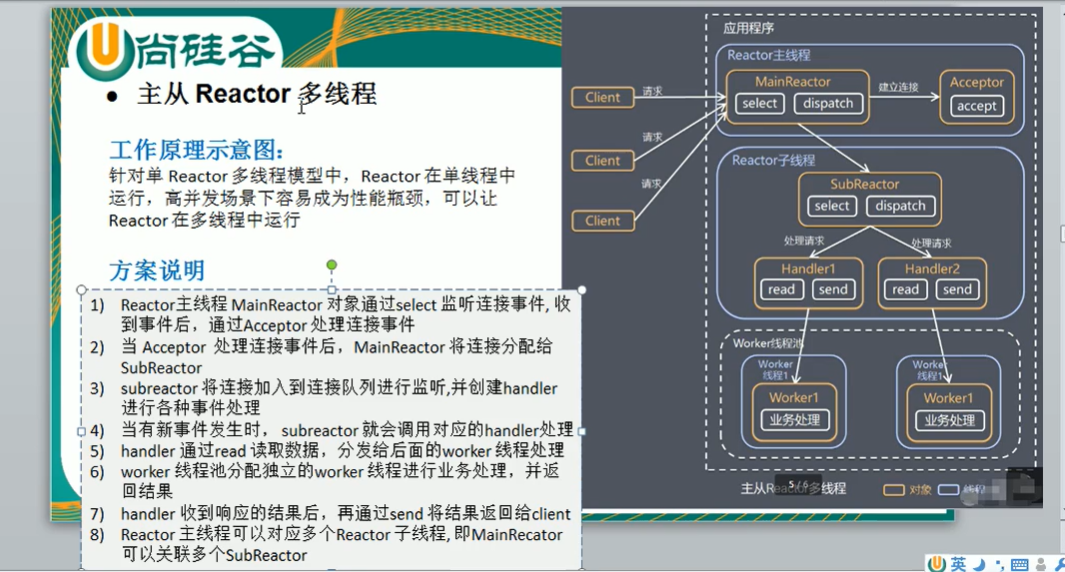 尚硅谷
主从 Reactor 多线程
工作原理示意图:
针对单 Reactor 多线程模型中，Reactor 在单线程中
运行，高并发场景下容易成为性能瓶颈，可以让
Reactor 在多线程中运行
方案说明
1) Reactor主线程 MainReactor 对象通过select 监听连接事件, 收
到事件后，通过Acceptor 处理连接事件
2) 当 Acceptor 处理连接事件后，MainReactor 将连接分配给
SubReactor
3) subreactor 将连接加入到连接队列进行监听,并创建handler
进行各种事件处理
4) 当有新事件发生时， subreactor 就会调用对应的handler处理
5) handler 通过read 读取数据，分发给后面的worker 线程处理
6) worker 线程池分配独立的worker 线程进行业务处理，并返
回结果
7) handler 收到响应的结果后，再通过send 将结果返回给client
8) Reactor 主线程可以对应多个Reactor 子线程, 即MainRecator
可以关联多个SubReactor
应用程序
Reactor主线程
MainReactor
select dispatch
建立连接
Acceptor
accept
Client
请求
Client
请求
Client
请求
Reactor子线程
SubReactor
select dispatch
处理请求
处理请求
Handler1
read send
Handler2
read send
Worker线程池
Worker
线程1
Worker1
业务处理
Worker
线程1
Worker1
业务处理
5 / 6
主从Reactor多线程
对象
线程
英